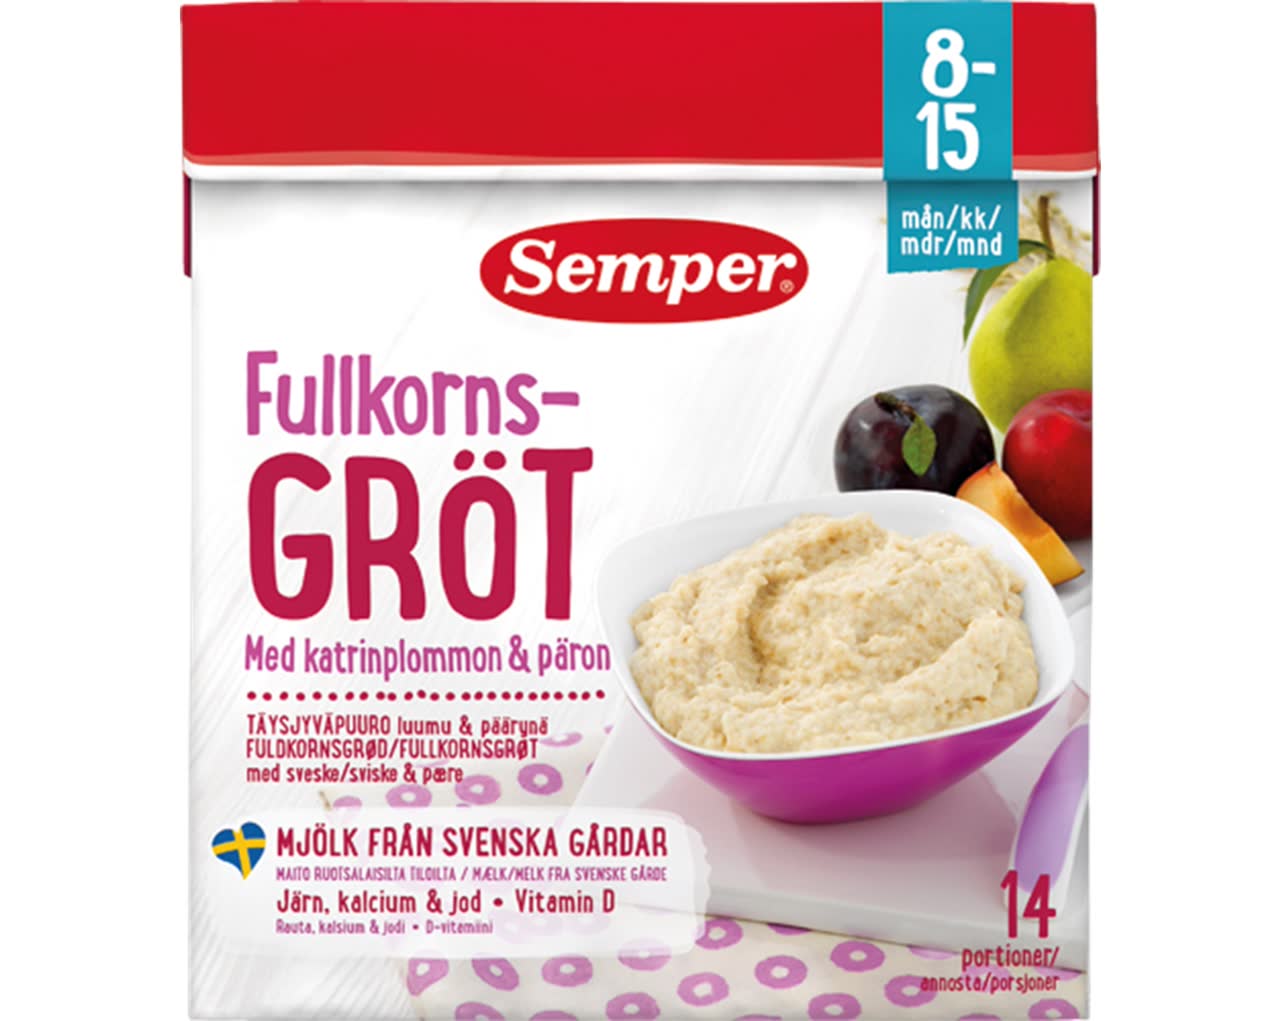 8-
15
mån/kk/
mdr/mnd
Semper®
Fullkorns-
GRÖT
Med katrinplommon & päron
TÄYSJYVÄPUURO luumu & päärynä
FULDKORNSGRØD/FULLKORNSGRØT
med sveske/sviske & pære
MJÖLK FRÅN SVENSKA GÅRDAR
MAITO RUOTSALAISILTA TILOILTA / MÆLK/MELK FRA SVENSKE GÅRDE
Järn, kalcium & jod • Vitamin D
Rauta, kalsium & jodi • D-vitamiini
14
portioner/
annosta/porsjoner